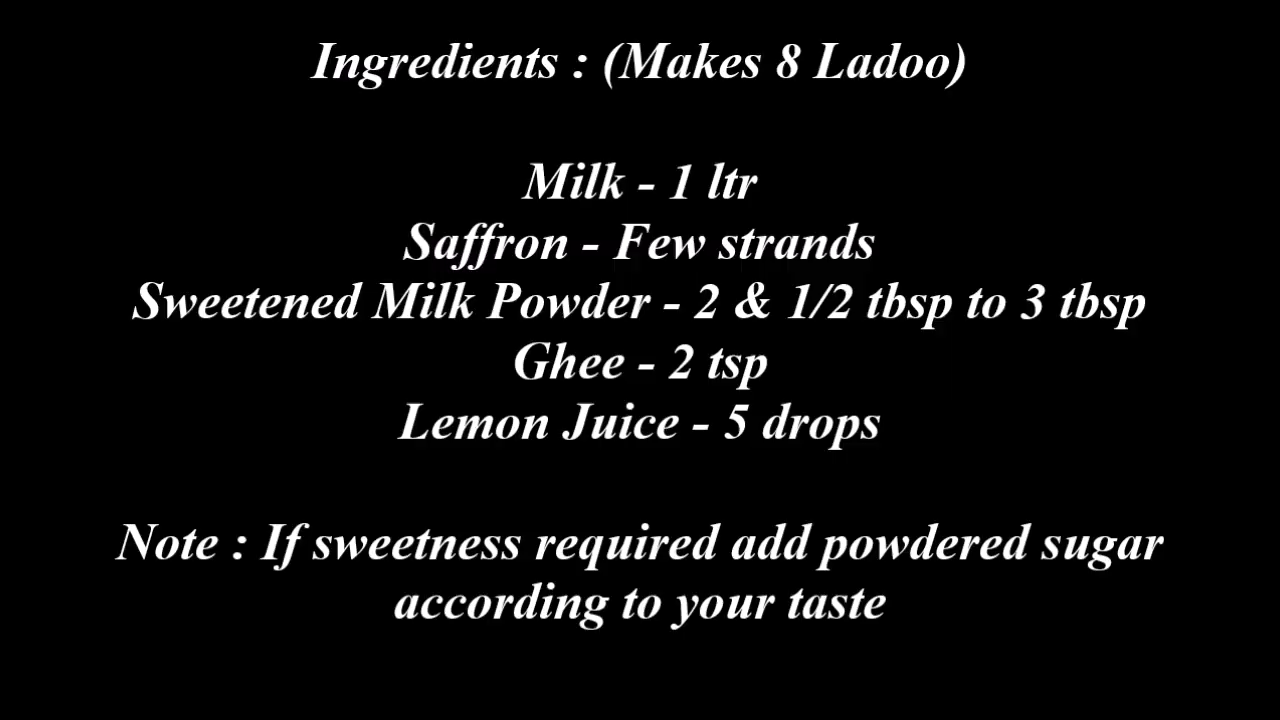 Ingredients : (Makes 8 Ladoo)
Milk - 1 ltr
Saffron - Few strands
Sweetened Milk Powder - 2 & 1/2 tbsp to 3 tbsp
Ghee - 2 tsp
Lemon Juice - 5 drops
Note : If sweetness required add powdered sugar
according to your taste